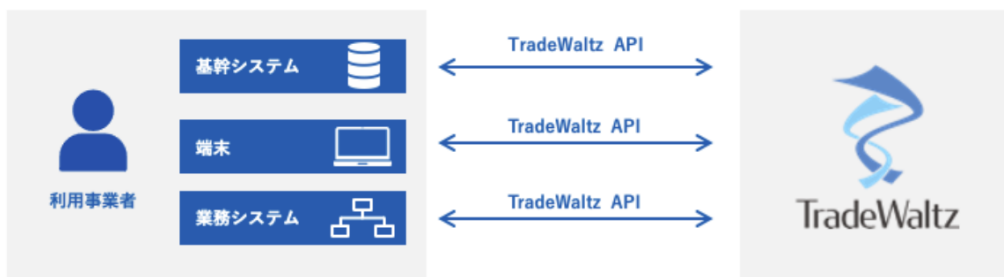 基幹システム
TradeWaltz API
端末
TradeWaltz API
利用事業者
業務システム
TradeWaltz API
TradeWaltz